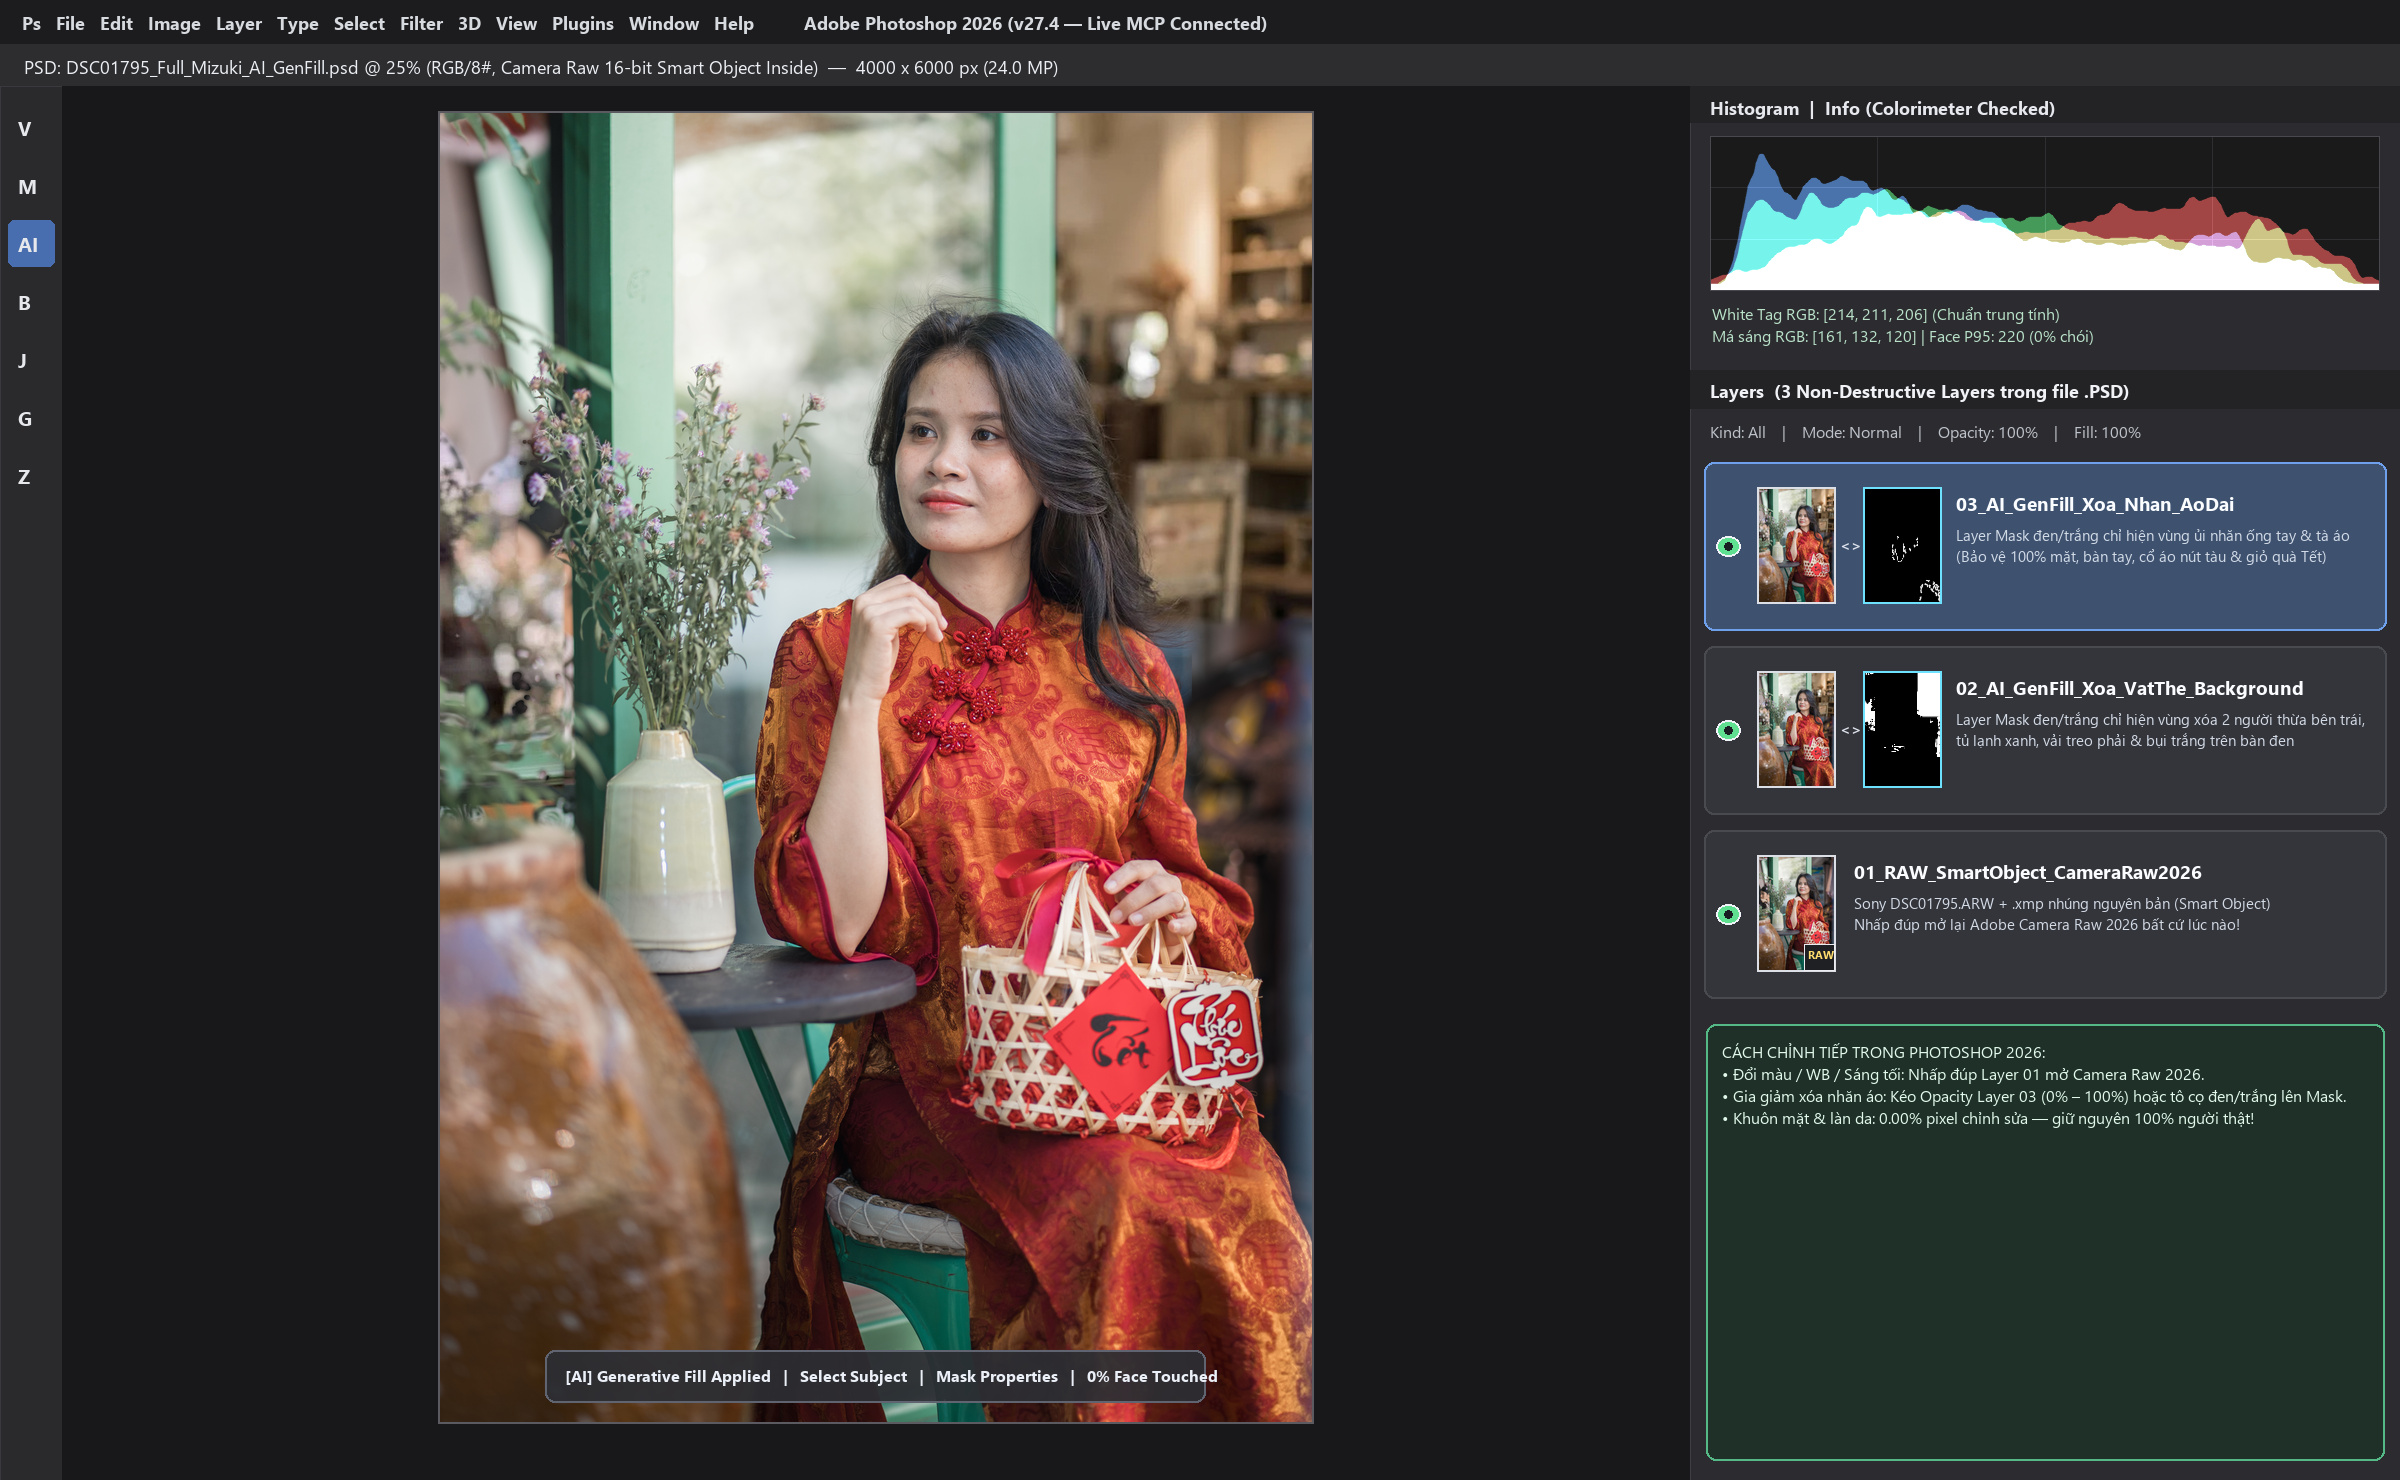 Ps File Edit Image Layer Type Select Filter 3D View Plugins Window Help Adobe Photoshop 2026 (v27.4 — Live MCP Connected)
PSD: DSC01795_Full_Mizuki_AI_GenFill.psd @ 25% (RGB/8#, Camera Raw 16-bit Smart Object Inside) — 4000 x 6000 px (24.0 MP)
V
M
AI
B
J
G
Z
Tết
Phúc
Lộc
[AI] Generative Fill Applied | Select Subject | Mask Properties | 0% Face Touched
Histogram | Info (Colorimeter Checked)
White Tag RGB: [214, 211, 206] (Chuẩn trung tính)
Má sáng RGB: [161, 132, 120] | Face P95: 220 (0% chói)
Layers (3 Non-Destructive Layers trong file .PSD)
Kind: All | Mode: Normal | Opacity: 100% | Fill: 100%
<>
03_AI_GenFill_Xoa_Nhan_AoDai
Layer Mask đen/trắng chỉ hiện vùng ủi nhăn ống tay & tà áo
(Bảo vệ 100% mặt, bàn tay, cổ áo nút tàu & giỏ quà Tết)
<>
02_AI_GenFill_Xoa_VatThe_Background
Layer Mask đen/trắng chỉ hiện vùng xóa 2 người thừa bên trái,
tủ lạnh xanh, vải treo phải & bụi trắng trên bàn đen
RAW
01_RAW_SmartObject_CameraRaw2026
Sony DSC01795.ARW + .xmp nhúng nguyên bản (Smart Object)
Nhấp đúp mở lại Adobe Camera Raw 2026 bất cứ lúc nào!
CÁCH CHỈNH TIẾP TRONG PHOTOSHOP 2026:
• Đổi màu / WB / Sáng tối: Nhấp đúp Layer 01 mở Camera Raw 2026.
• Gia giảm xóa nhăn áo: Kéo Opacity Layer 03 (0% – 100%) hoặc tô cọ đen/trắng lên Mask.
• Khuôn mặt & làn da: 0.00% pixel chỉnh sửa — giữ nguyên 100% người thật!